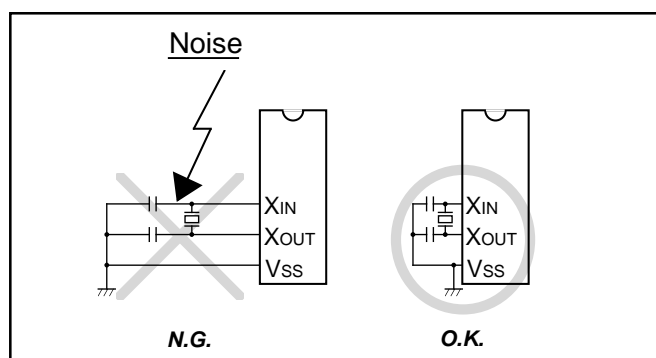 Noise
XIN
XOUT
VSS
N.G.
XIN
XOUT
VSS
O.K.